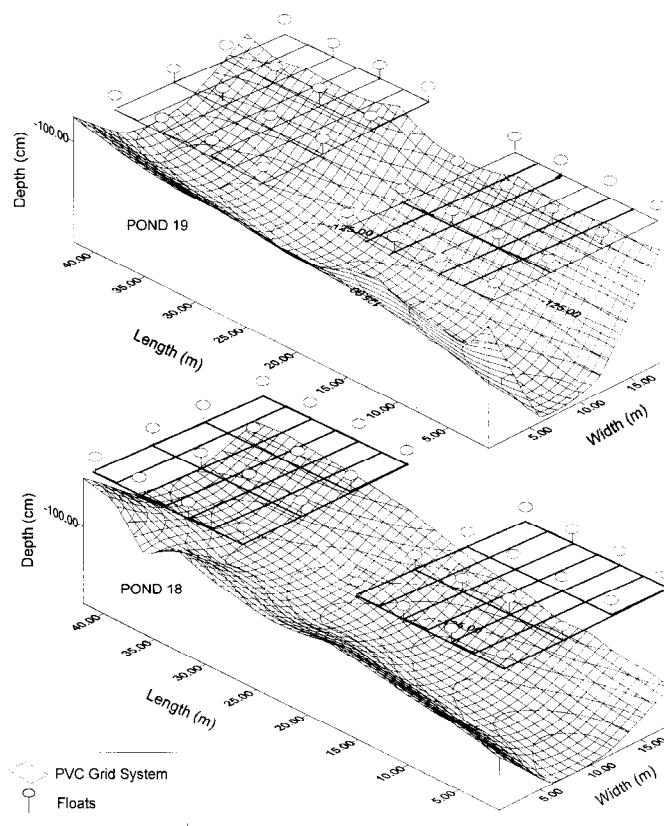 -100.00
Depth (cm)
POND 19
-125.00
-125.00
40.00
35.00
30.00
25.00
20.00
15.00
10.00
5.00
Length (m)
5.00
10.00
15.00
Width (m)
-100.00
Depth (cm)
POND 18
40.00
35.00
30.00
25.00
20.00
15.00
10.00
5.00
Length (m)
5.00
10.00
15.00
Width (m)
PVC Grid System
Floats